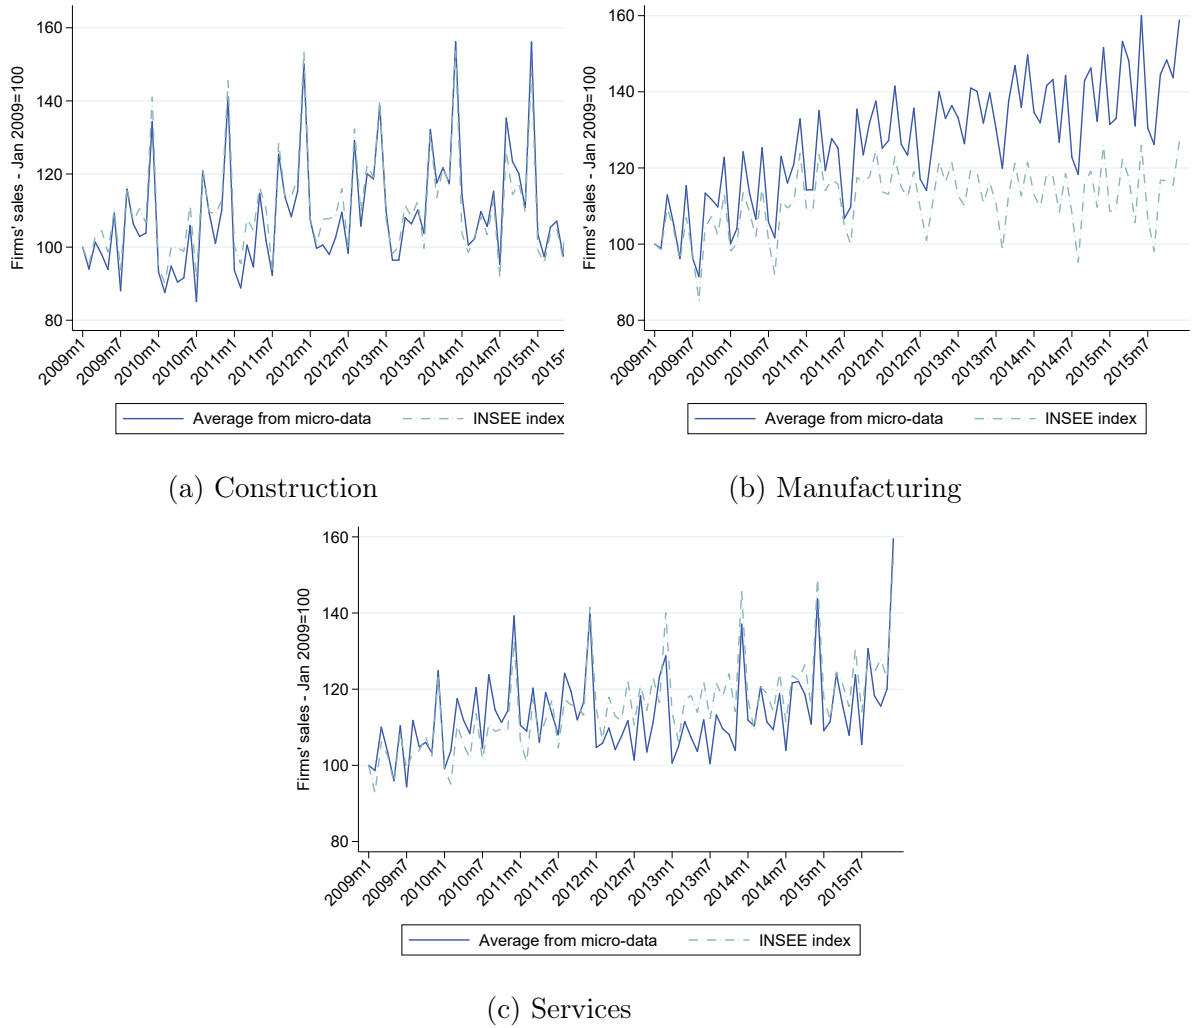 Firms' sales - Jan 2009=100
160
140
120
100
80
2009m1
2009m7
2010m1
2010m7
2011m1
2011m7
2012m1
2012m7
2013m1
2013m7
2014m1
2014m7
2015m1
Average from micro-data
INSEE index
(a) Construction
Firms' sales - Jan 2009=100
160
140
120
100
80
2009m1
2009m7
2010m1
2010m7
2011m1
2011m7
2012m1
2012m7
2013m1
2013m7
2014m1
2014m7
2015m1
2015m7
Average from micro-data
INSEE index
(b) Manufacturing
Firms' sales - Jan 2009=100
160
140
120
100
80
2009m1
2009m7
2010m1
2010m7
2011m1
2011m7
2012m1
2012m7
2013m1
2013m7
2014m1
2014m7
2015m1
2015m7
Average from micro-data
INSEE index
(c) Services